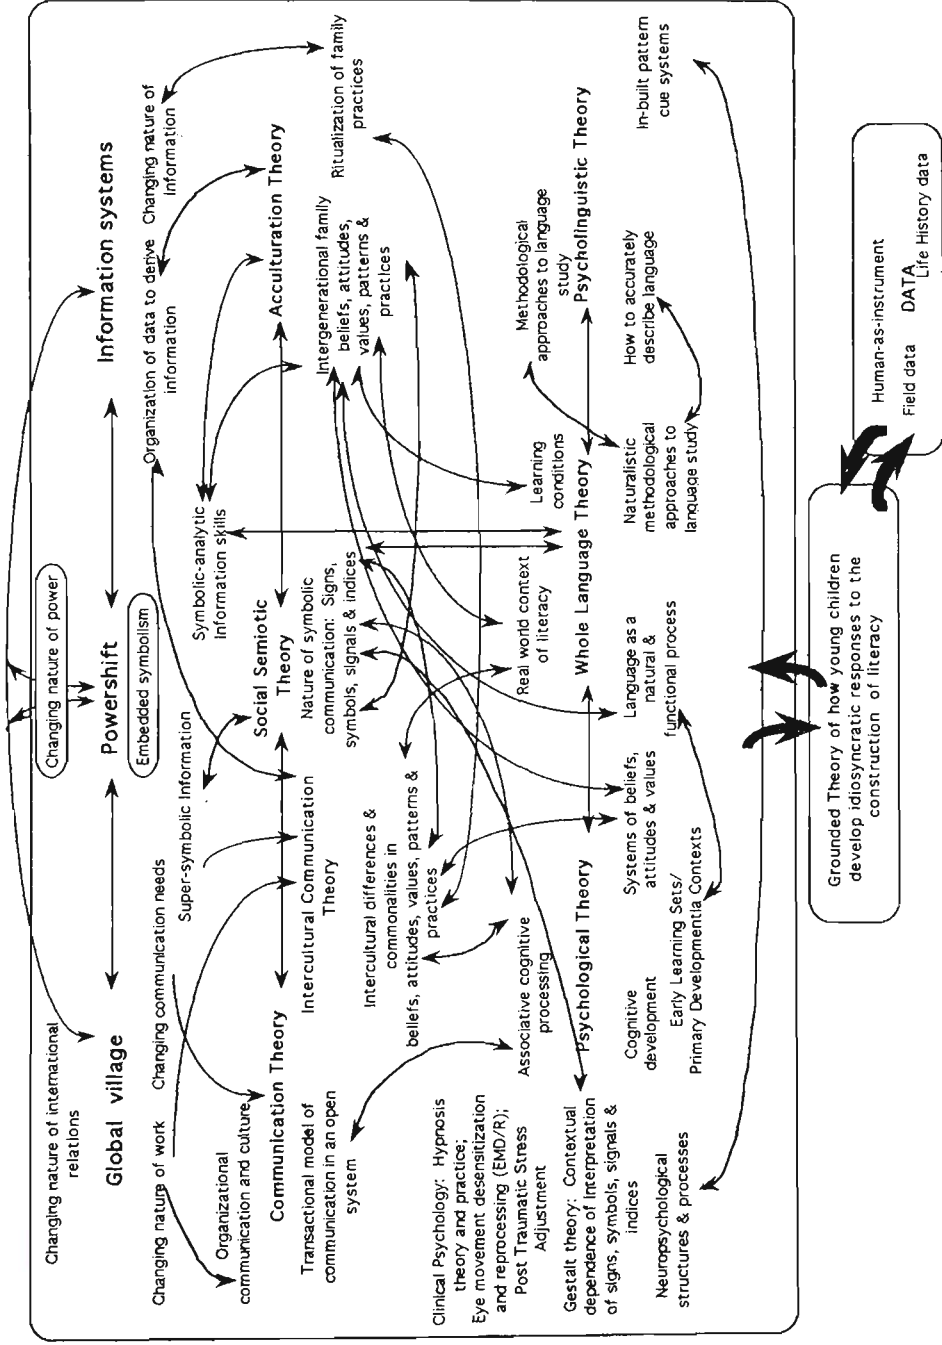 Changing nature of international
relations
Changing nature of power
Global village
Powershift
Information systems
Embedded symbolism
Changing nature of work
Changing communication needs
Super-symbolic Information
Organization of data to derive
information
Changing nature of
Information
Organizational
communication and culture
Symbolic-analytic
Information skills
Communication Theory
Intercultural Communication
Theory
Social Semiotic
Theory
Acculturation Theory
Transactional model of
communication in an open
system
Nature of symbolic
communication: Signs,
symbols, signals & indices
Intergenerational family
beliefs, attitudes,
values, patterns &
practices
Ritualization of family
practices
Intercultural differences &
commonalities in
beliefs, attitudes, values, patterns &
practices
Clinical Psychology: Hypnosis
theory and practice;
Eye movement desensitization
and reprocessing (EMD/R);
Post Traumatic Stress
Adjustment
Associative cognitive
processing
Real world context
of literacy
Learning
conditions
Methodological
approaches to language
study
Gestalt theory: Contextual
dependence of Interpretation
of signs, symbols, signals &
indices
Psychological Theory
Whole Language Theory
Psycholinguistic Theory
Neuropsychological
structures & processes
Cognitive
development
Early Learning Sets/
Primary Developmentla Contexts
Systems of beliefs,
attitudes & values
Language as a
natural &
functional process
Naturalistic
methodological
approaches to
language study
How to accurately
describe language
In-built pattern
cue systems
Grounded Theory of how young children
develop idiosyncratic responses to the
construction of literacy
Human-as-instrument
DATA
Field data
Life History data